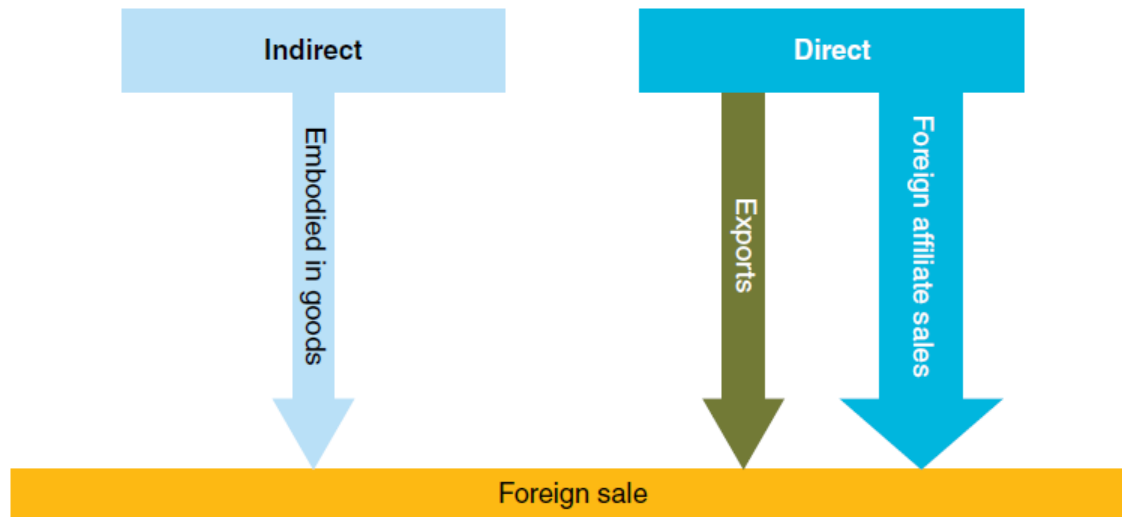 Indirect
Direct
Embodied in goods
Exports
Foreign affiliate sales
Foreign sale